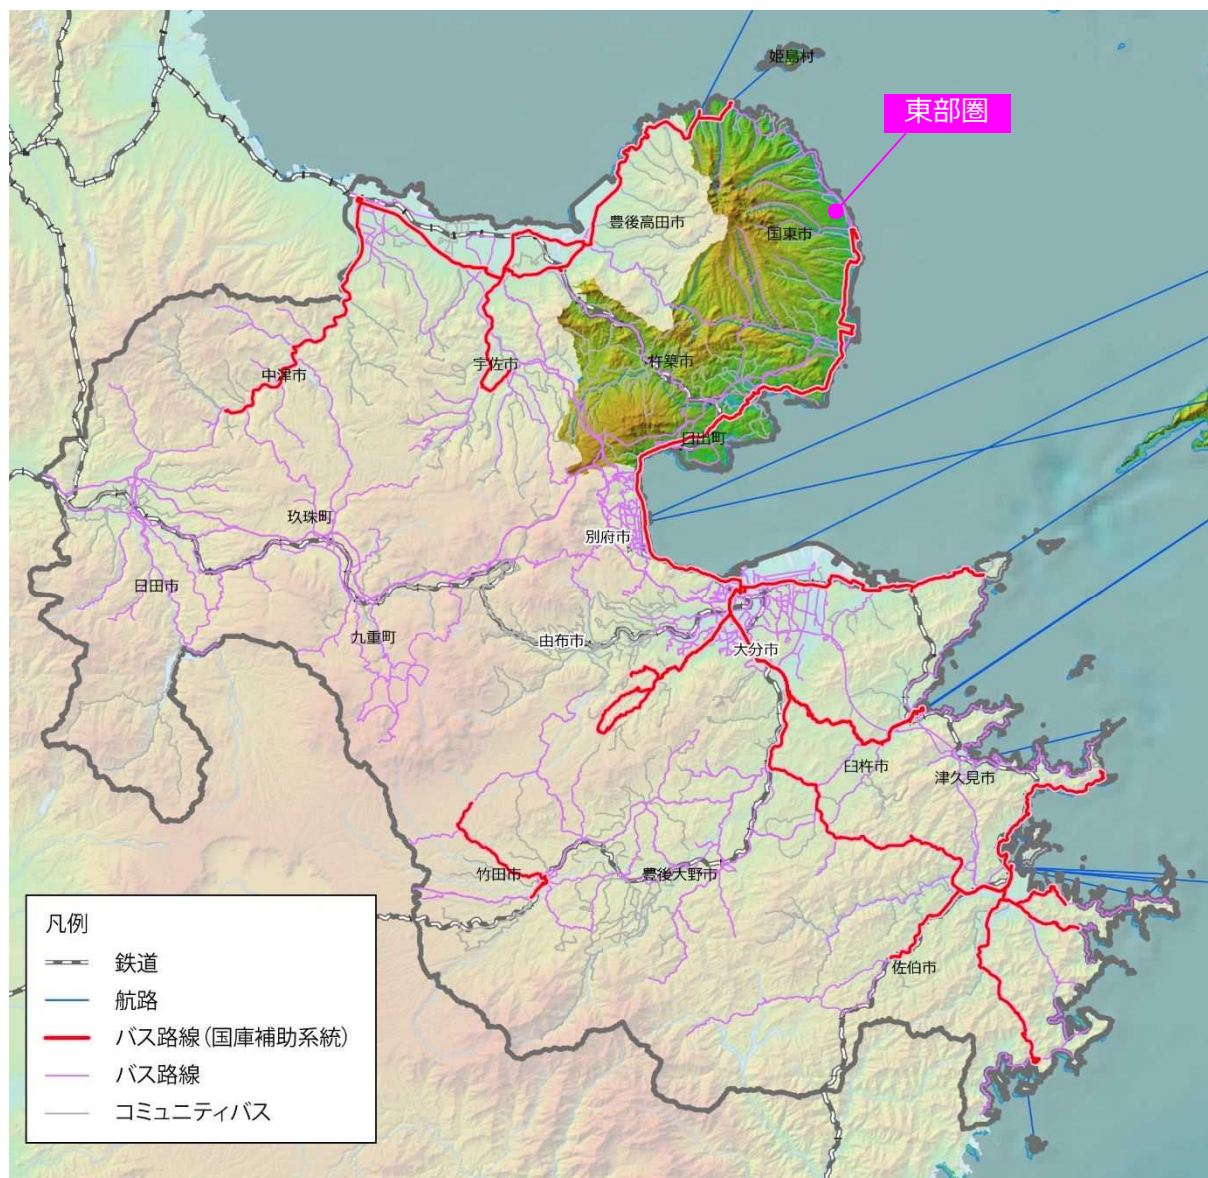 姫島村
東部圏
豊後高田市
国東市
杵築市
宇佐市
中津市
日出町
玖珠町
別府市
日田市
九重町
由布市
大分市
臼杵市
津久見市
竹田市
豊後大野市
佐伯市
凡例
鉄道
航路
バス路線(国庫補助系統)
バス路線
コミュニティバス